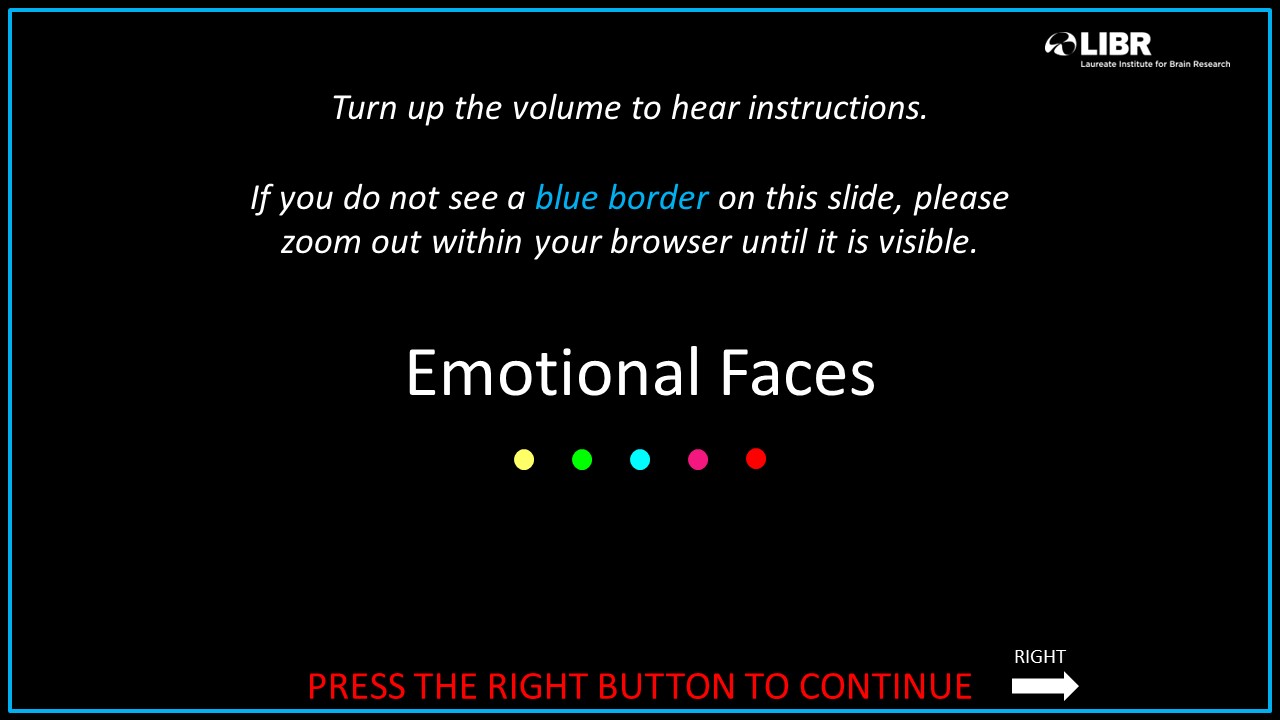 LIBR
Laureate Institute for Brain Research
Turn up the volume to hear instructions.
If you do not see a blue border on this slide, please
zoom out within your browser until it is visible.
Emotional Faces
RIGHT
PRESS THE RIGHT BUTTON TO CONTINUE